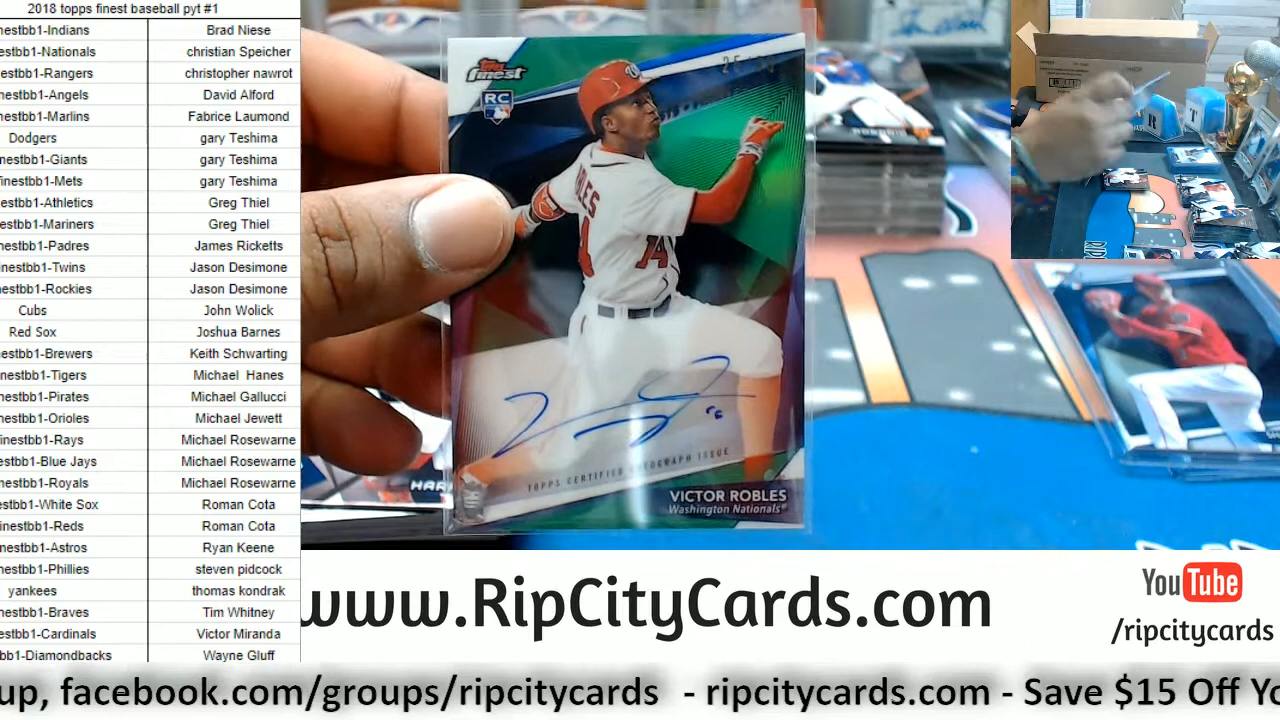 2018 topps finest baseball pyt #1
nestbb1-Indians Brad Niese
nestbb1-Nationals christian Speicher
estbb1-Rangers christopher nawrot
nestbb1-Angels David Alford
nestbb1-Marlins Fabrice Laumond
Dodgers gary Teshima
nestbb1-Giants gary Teshima
finestbb1-Mets gary Teshima
estbb1-Athletics Greg Thiel
estbb1-Mariners Greg Thiel
nestbb1-Padres James Ricketts
inestbb1-Twins Jason Desimone
nestbb1-Rockies Jason Desimone
Cubs John Wolick
Red Sox Joshua Barnes
estbb1-Brewers Keith Schwarting
nestbb1-Tigers Michael Hanes
nestbb1-Pirates Michael Gallucci
nestbb1-Orioles Michael Jewett
finestbb1-Rays Michael Rosewarne
estbb1-Blue Jays Michael Rosewarne
nestbb1-Royals Michael Rosewarne
estbb1-White Sox Roman Cota
inestbb1-Reds Roman Cota
nestbb1-Astros Ryan Keene
nestbb1-Phillies steven pidcock
yankees thomas kondrak
nestbb1-Braves Tim Whitney
estbb1-Cardinals Victor Miranda
bb1-Diamondbacks Wayne Gluff
Topps finest
RC
14
TOPPS CERTIFIED AUTOGRAPH ISSUE
VICTOR ROBLES
Washington Nationals®
HAR
R T
www.RipCityCards.com
YouTube
/ripcitycards
up, facebook.com/groups/ripcitycards - ripcitycards.com - Save $15 Off Yo